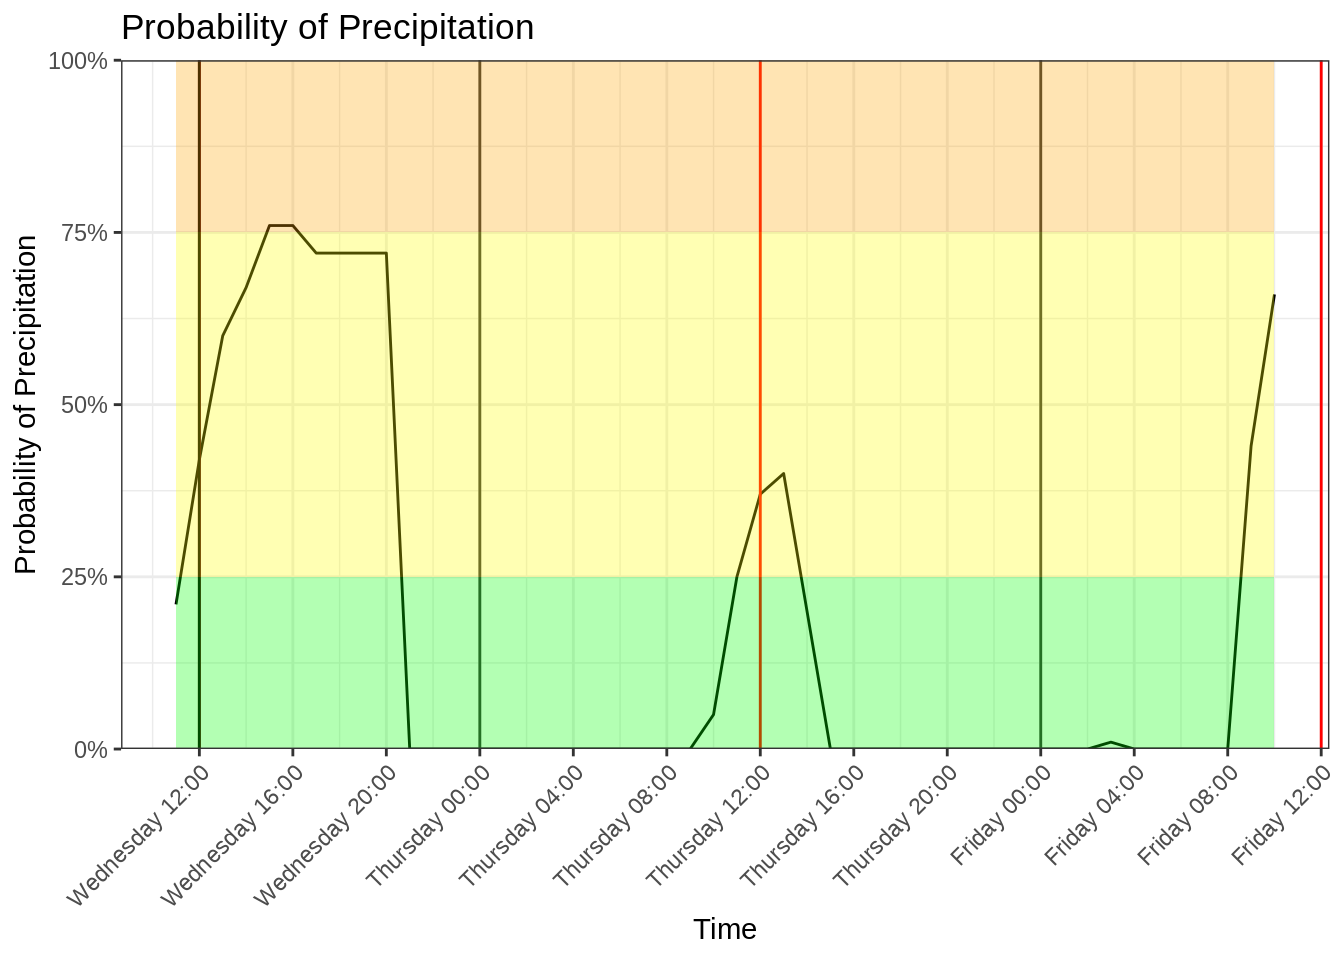 Probability of Precipitation
Probability of Precipitation
100%
75%
50%
25%
0%
Wednesday 12:00
Wednesday 16:00
Wednesday 20:00
Thursday 00:00
Thursday 04:00
Thursday 08:00
Thursday 12:00
Thursday 16:00
Thursday 20:00
Friday 00:00
Friday 04:00
Friday 08:00
Friday 12:00
Time